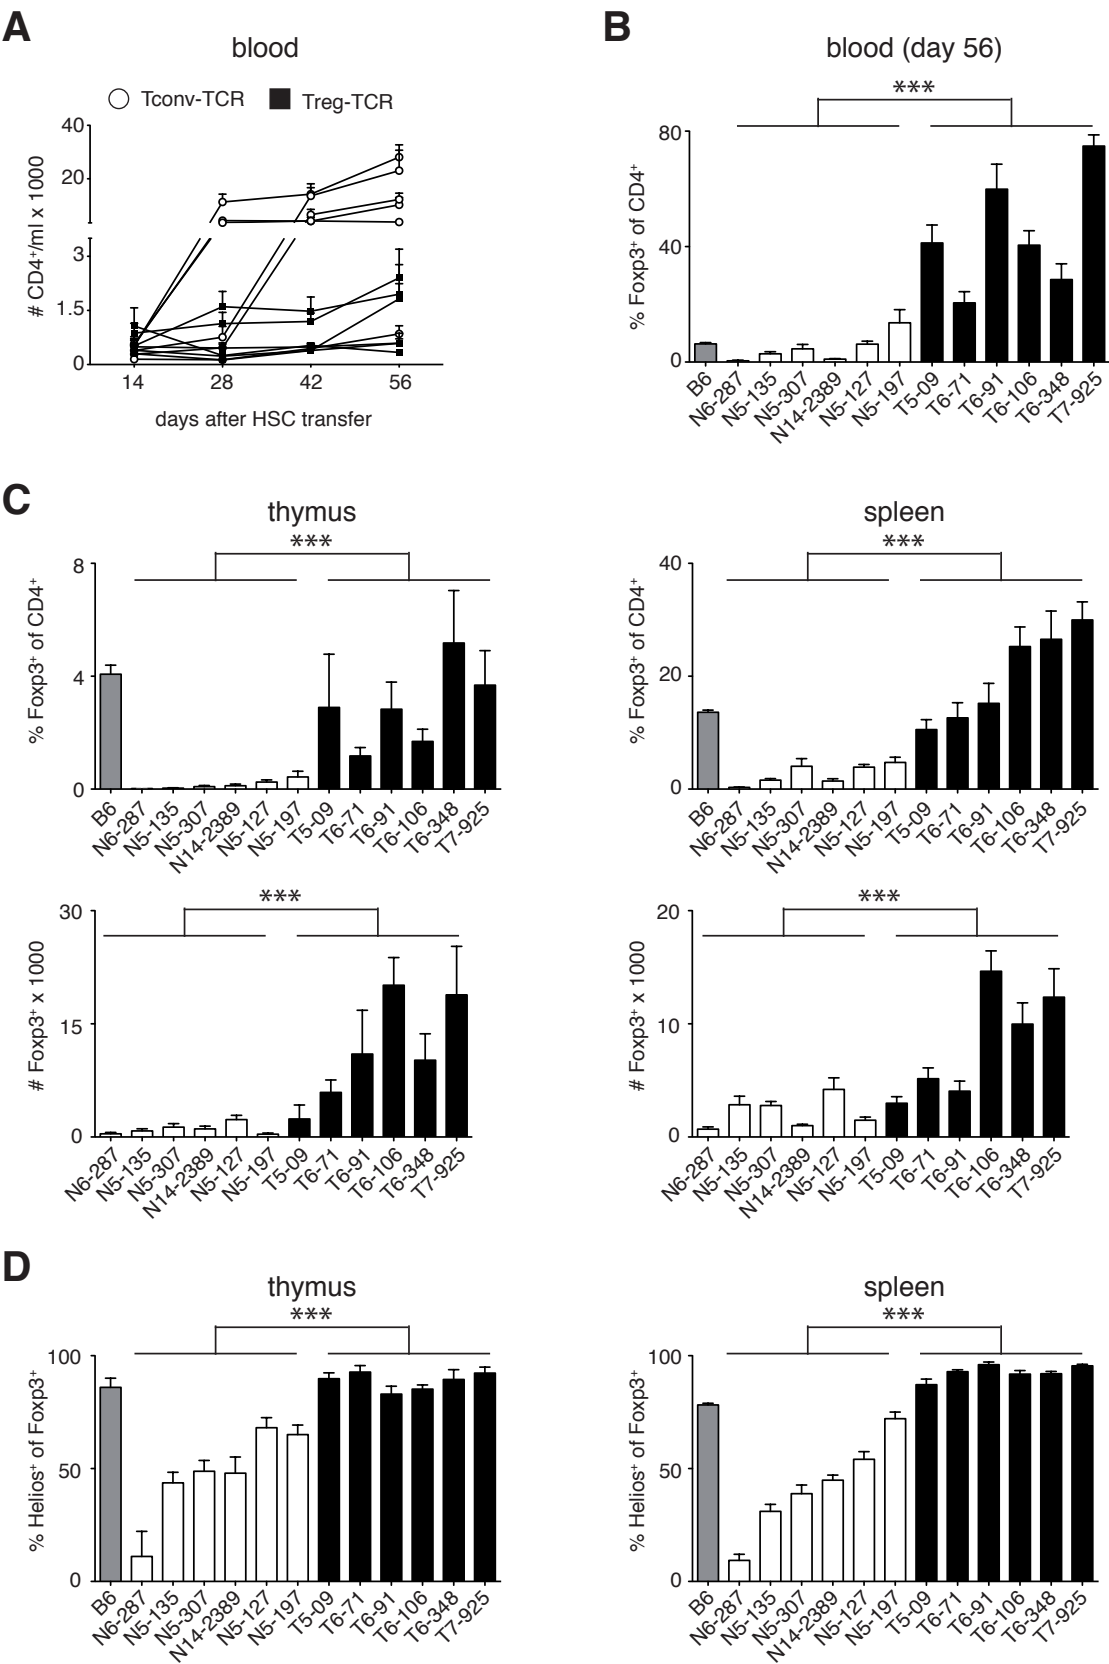 A
blood
Tconv-TCR
Treg-TCR
# CD4⁺/ml x 1000
40
20
3
1.5
0
14 28 42 56
days after HSC transfer
B
blood (day 56)
***
% Foxp3⁺ of CD4⁺
80
40
0
B6 N6-287 N5-135 N5-307 N14-2389 N5-127 N5-197 T5-09 T6-71 T6-91 T6-106 T6-348 T7-925
C
thymus
***
% Foxp3⁺ of CD4⁺
8
4
0
B6 N6-287 N5-135 N5-307 N14-2389 N5-127 N5-197 T5-09 T6-71 T6-91 T6-106 T6-348 T7-925
spleen
***
% Foxp3⁺ of CD4⁺
40
20
0
B6 N6-287 N5-135 N5-307 N14-2389 N5-127 N5-197 T5-09 T6-71 T6-91 T6-106 T6-348 T7-925
***
# Foxp3⁺ x 1000
30
15
0
N6-287 N5-135 N5-307 N14-2389 N5-127 N5-197 T5-09 T6-71 T6-91 T6-106 T6-348 T7-925
***
# Foxp3⁺ x 1000
20
10
0
N6-287 N5-135 N5-307 N14-2389 N5-127 N5-197 T5-09 T6-71 T6-91 T6-106 T6-348 T7-925
D
thymus
***
% Helios⁺ of Foxp3⁺
100
50
0
B6 N6-287 N5-135 N5-307 N14-2389 N5-127 N5-197 T5-09 T6-71 T6-91 T6-106 T6-348 T7-925
spleen
***
% Helios⁺ of Foxp3⁺
100
50
0
B6 N6-287 N5-135 N5-307 N14-2389 N5-127 N5-197 T5-09 T6-71 T6-91 T6-106 T6-348 T7-925